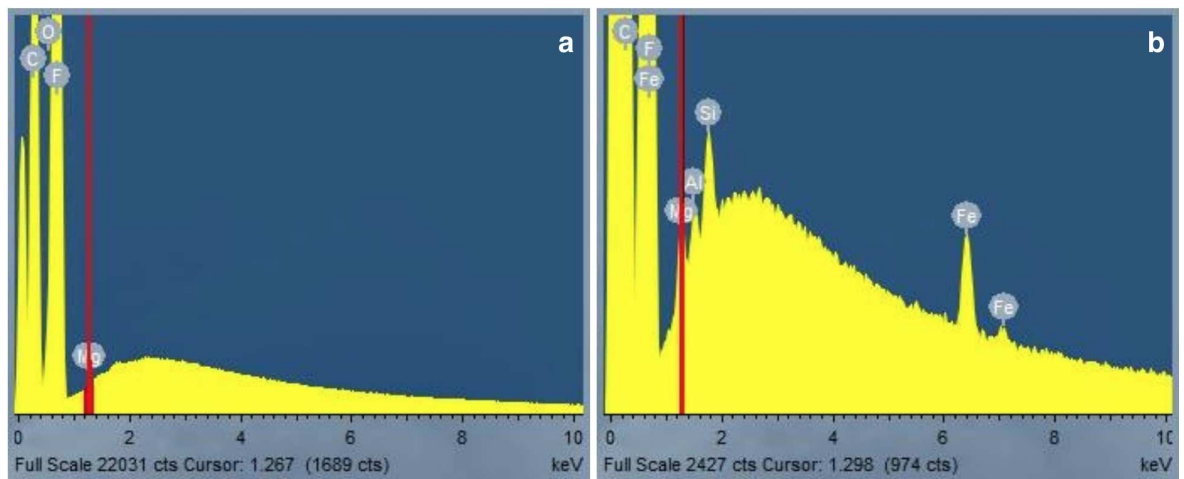 a
O
C
F
Mg
0 2 4 6 8 10
Full Scale 22031 cts Cursor: 1.267 (1689 cts) keV
b
C
F
Fe
Si
Al
Mg
Fe
Fe
0 2 4 6 8 10
Full Scale 2427 cts Cursor: 1.298 (974 cts) keV